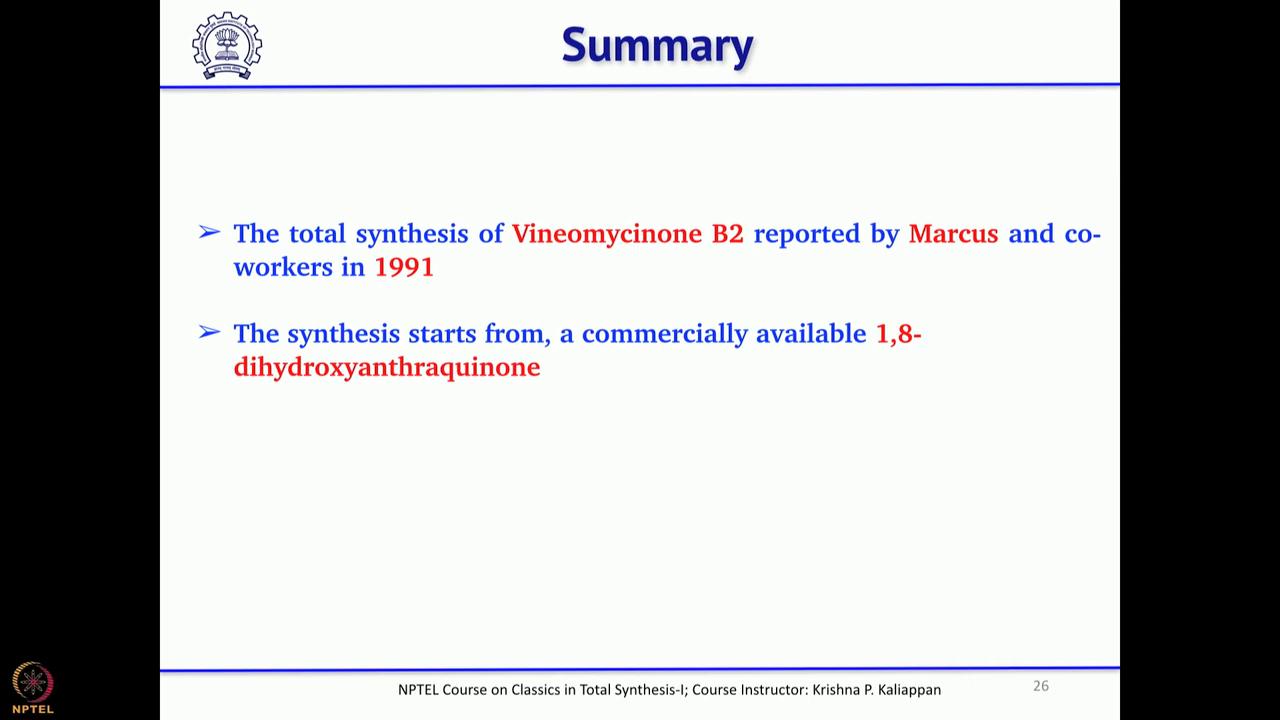 Summary
➢ The total synthesis of Vineomycinone B2 reported by Marcus and co-
workers in 1991
➢ The synthesis starts from, a commercially available 1,8-
dihydroxyanthraquinone
NPTEL Course on Classics in Total Synthesis-I; Course Instructor: Krishna P. Kaliappan
26
NPTEL